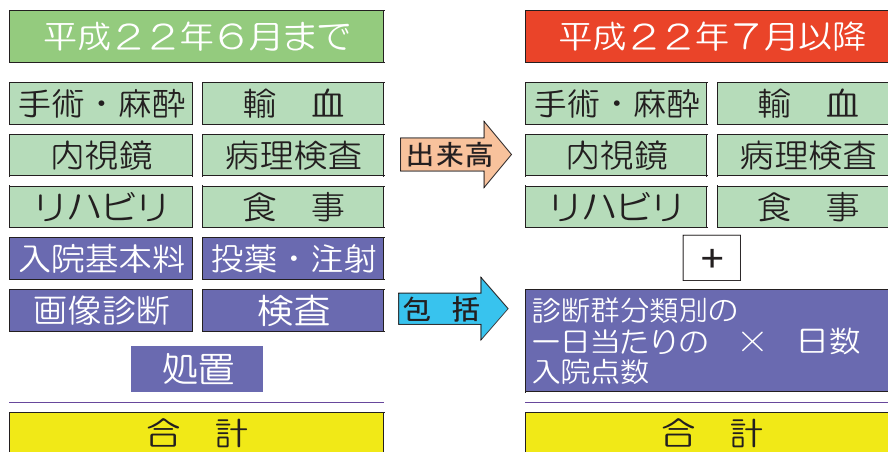 平成２２年６月まで
手術・麻酔　輸　血
内視鏡　病理検査
リハビリ　食　事
入院基本料　投薬・注射
画像診断　検査
処置
合　計
出来高
包　括
平成２２年７月以降
手術・麻酔　輸　血
内視鏡　病理検査
リハビリ　食　事
+
診断群分類別の
一日当たりの　×　日数
入院点数
合　計